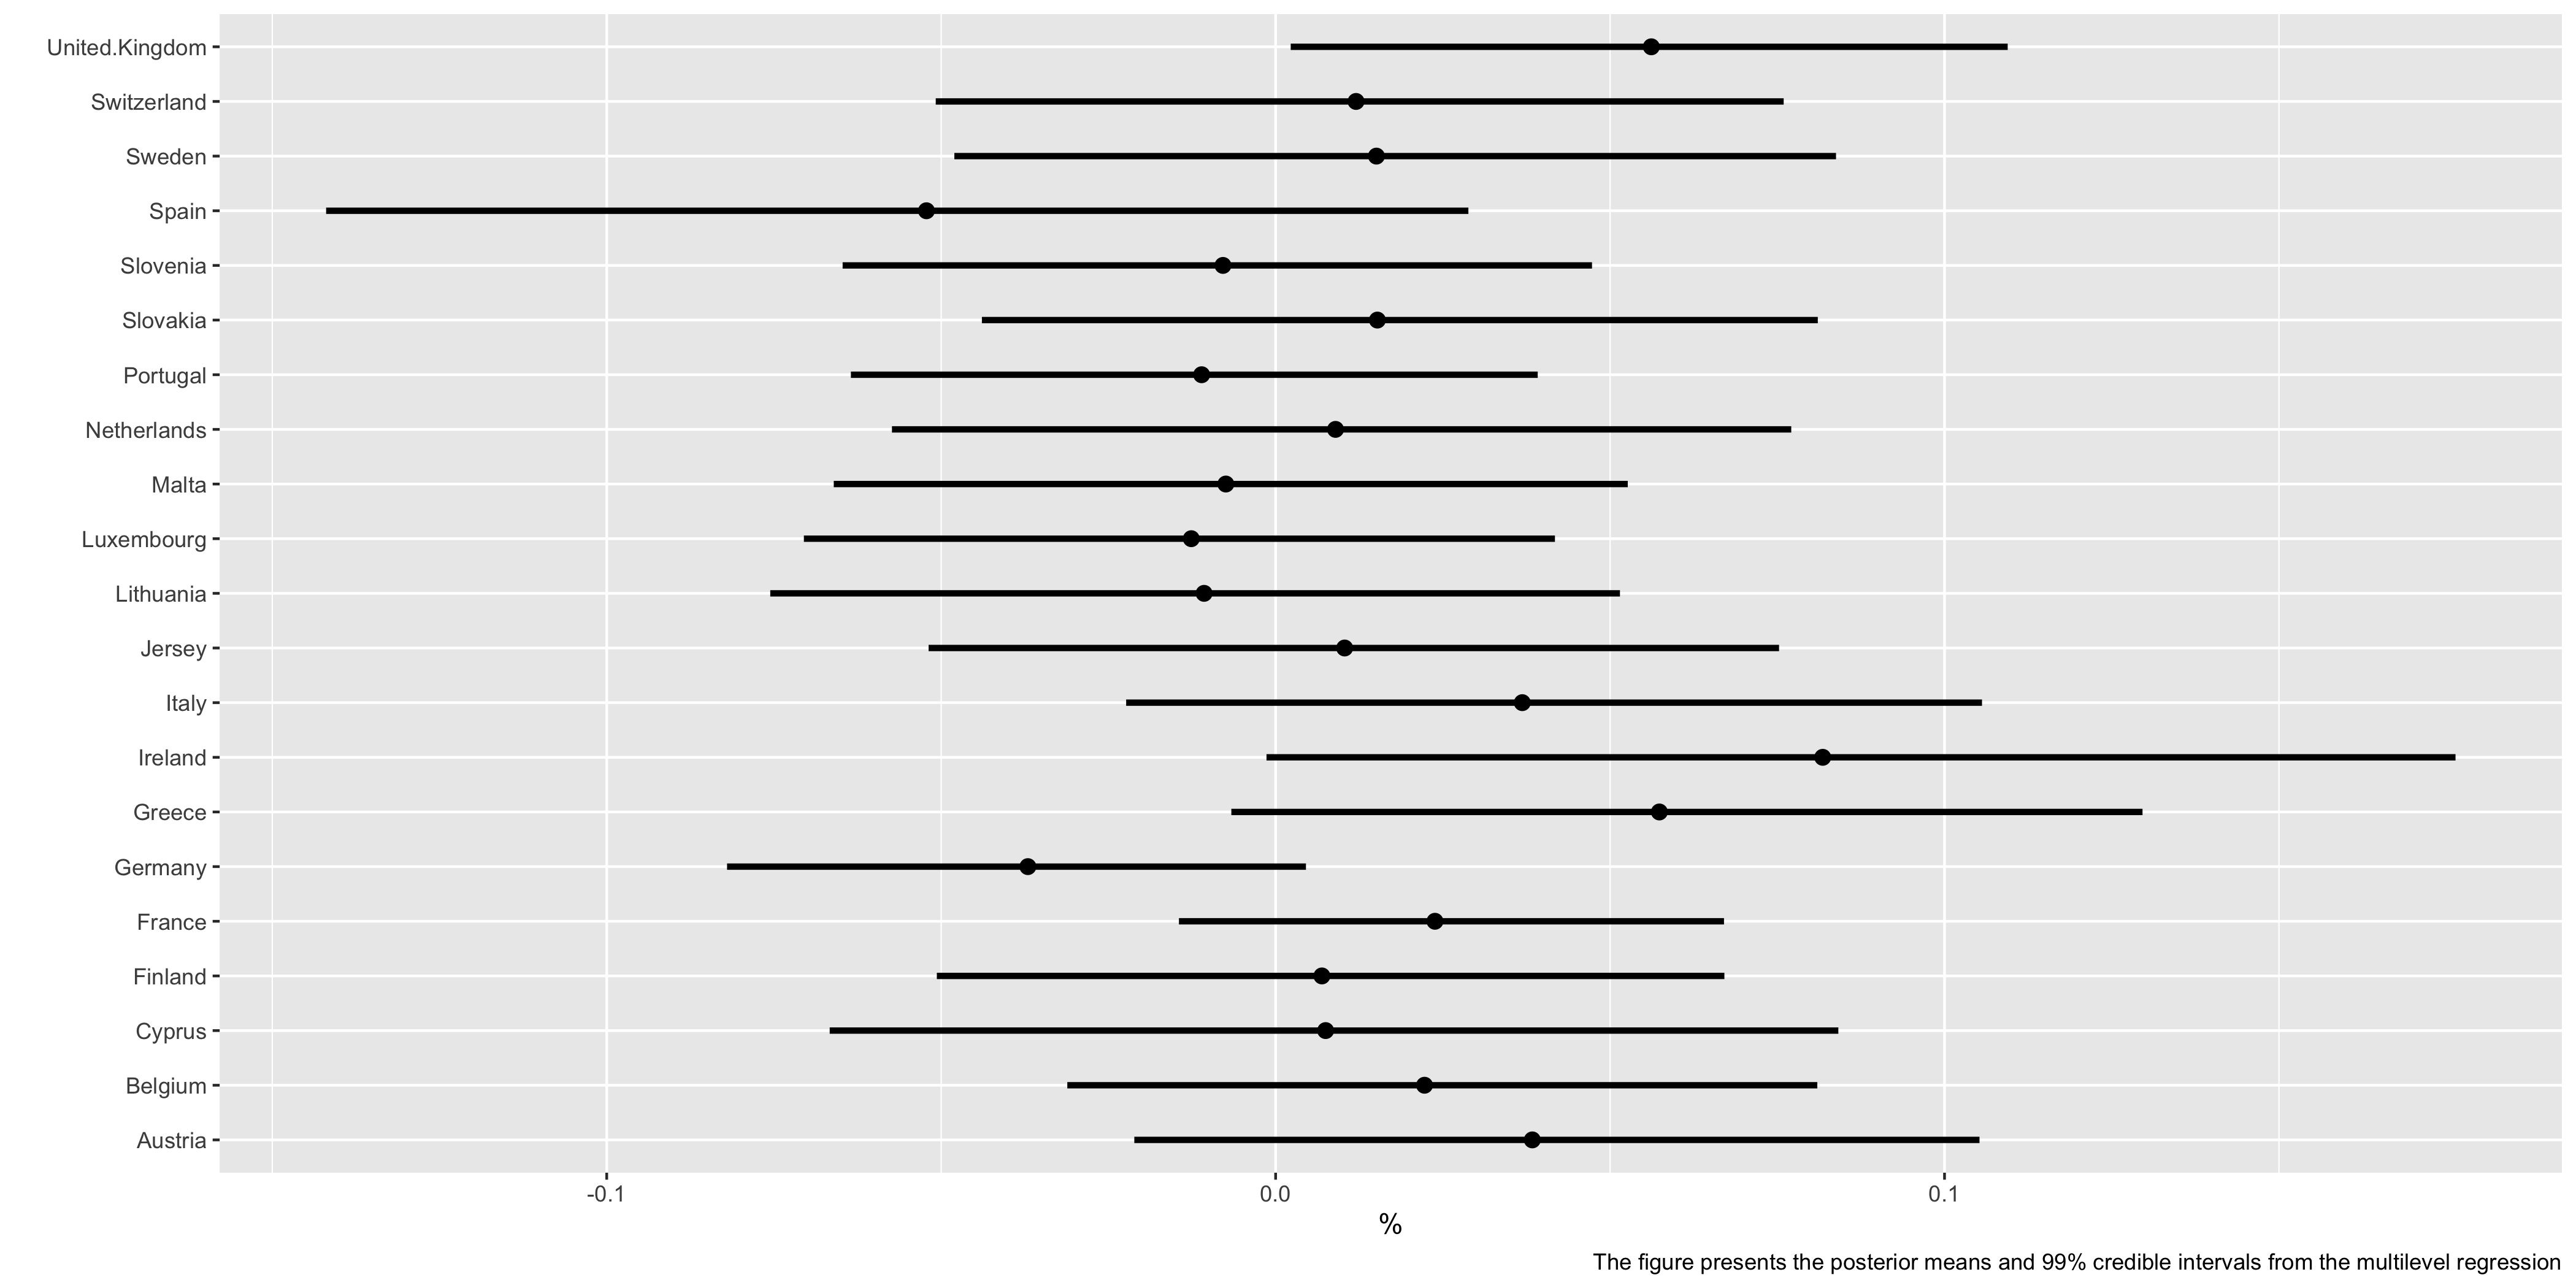 United.Kingdom
Switzerland
Sweden
Spain
Slovenia
Slovakia
Portugal
Netherlands
Malta
Luxembourg
Lithuania
Jersey
Italy
Ireland
Greece
Germany
France
Finland
Cyprus
Belgium
Austria
-0.1 0.0 0.1
%
The figure presents the posterior means and 99% credible intervals from the multilevel regression